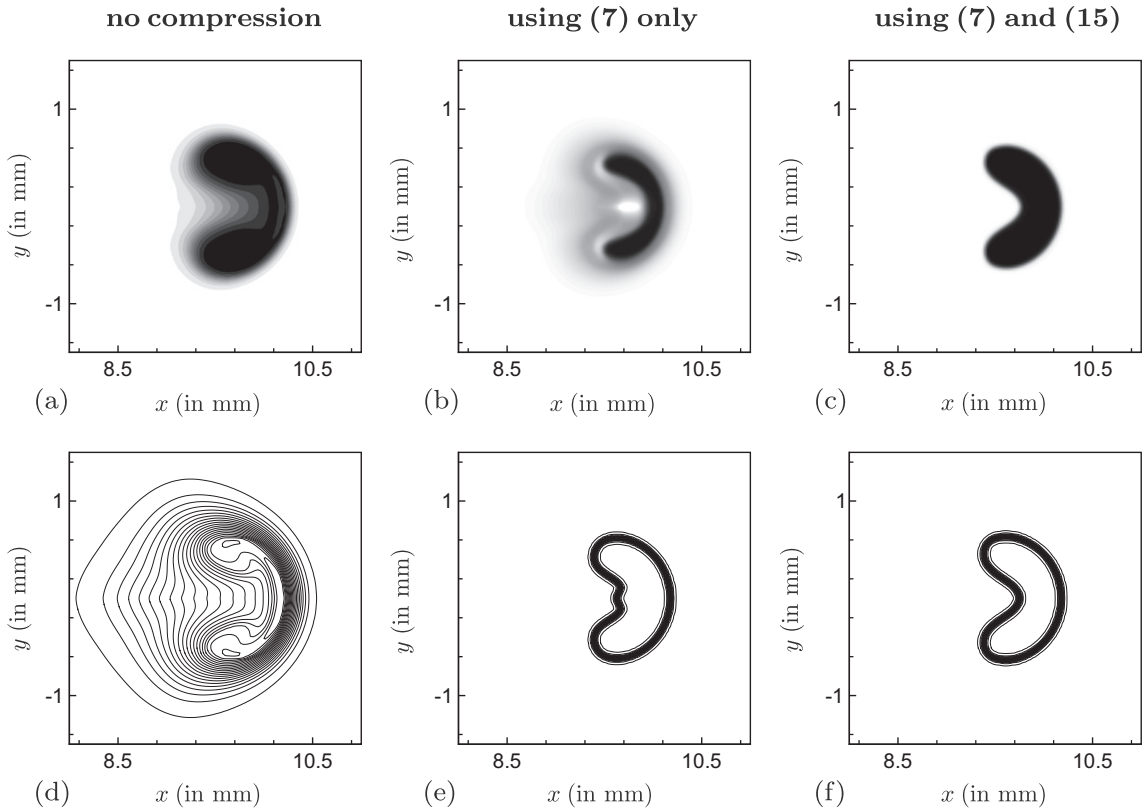 no compression
using (7) only
using (7) and (15)
1
-1
y (in mm)
8.5
10.5
(a)
x (in mm)
1
-1
y (in mm)
8.5
10.5
(b)
x (in mm)
1
-1
y (in mm)
8.5
10.5
(c)
x (in mm)
1
-1
y (in mm)
8.5
10.5
(d)
x (in mm)
1
-1
y (in mm)
8.5
10.5
(e)
x (in mm)
1
-1
y (in mm)
8.5
10.5
(f)
x (in mm)